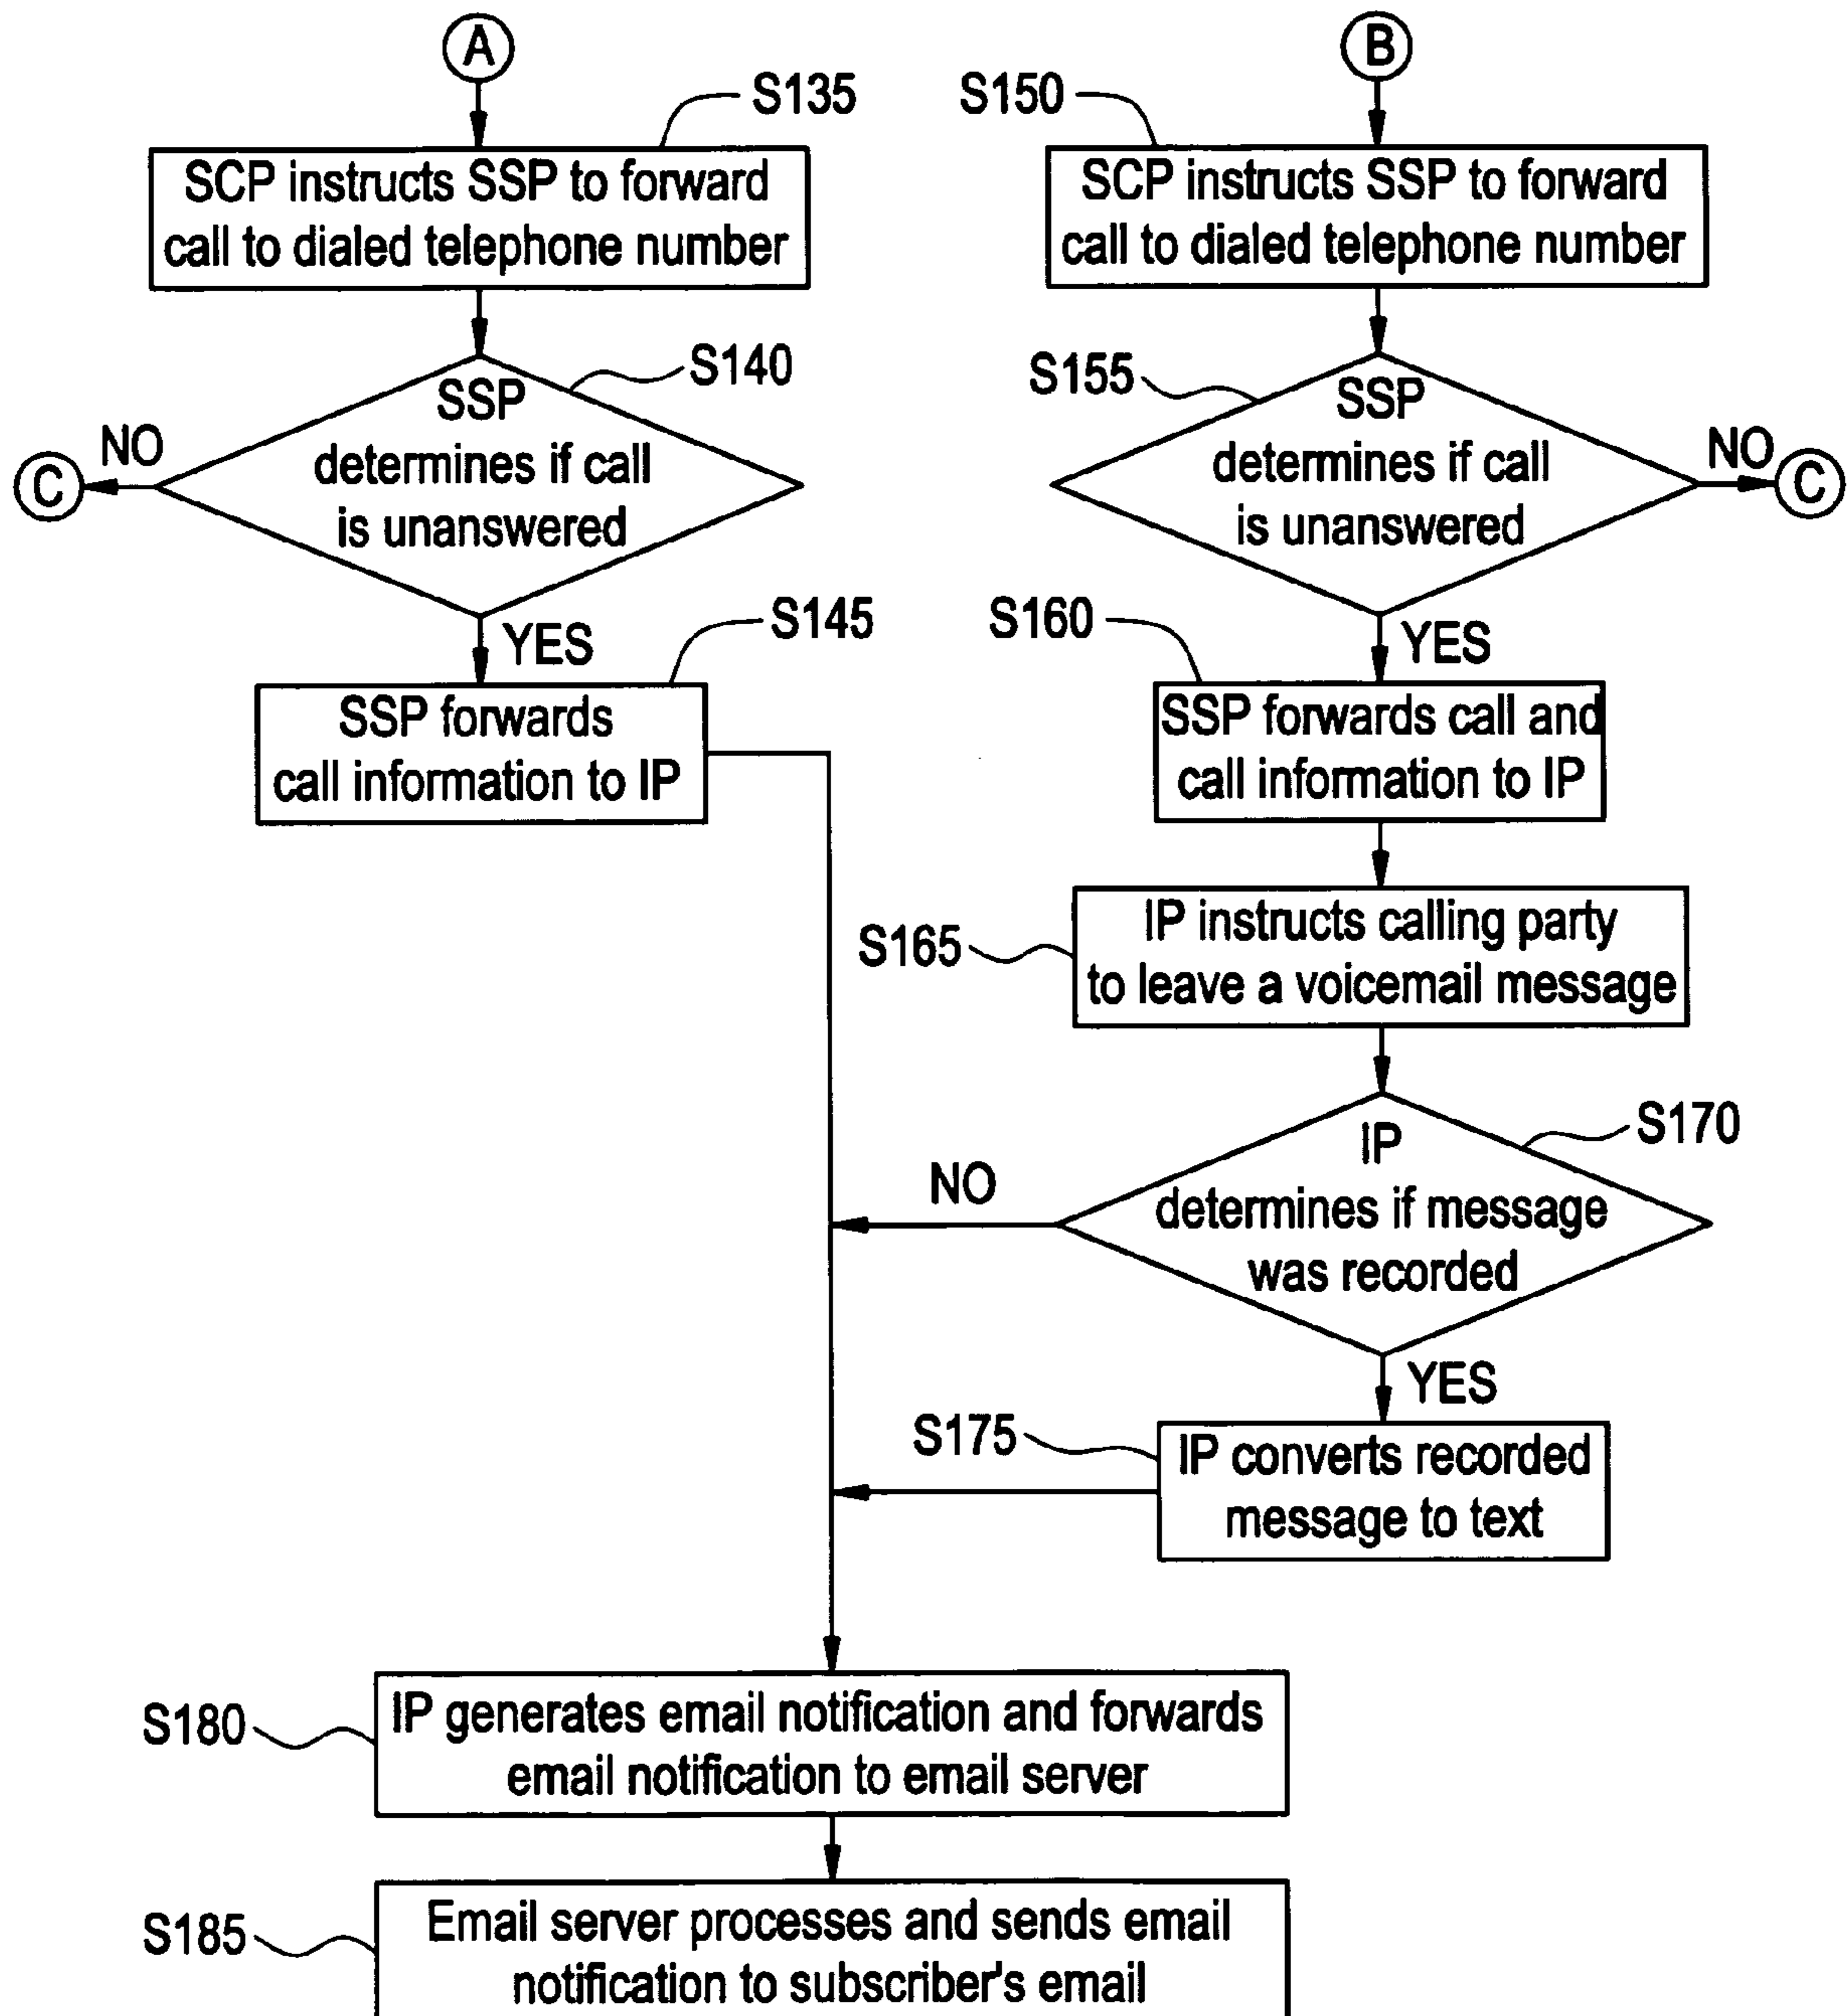 A
S135
SCP instructs SSP to forward
call to dialed telephone number
S140
SSP
determines if call
is unanswered
NO
C
YES
S145
SSP forwards
call information to IP
B
S150
SCP instructs SSP to forward
call to dialed telephone number
S155
SSP
determines if call
is unanswered
NO
C
YES
S160
SSP forwards call and
call information to IP
S165
IP instructs calling party
to leave a voicemail message
S170
IP
determines if message
was recorded
NO
YES
S175
IP converts recorded
message to text
S180
IP generates email notification and forwards
email notification to email server
S185
Email server processes and sends email
notification to subscriber's email